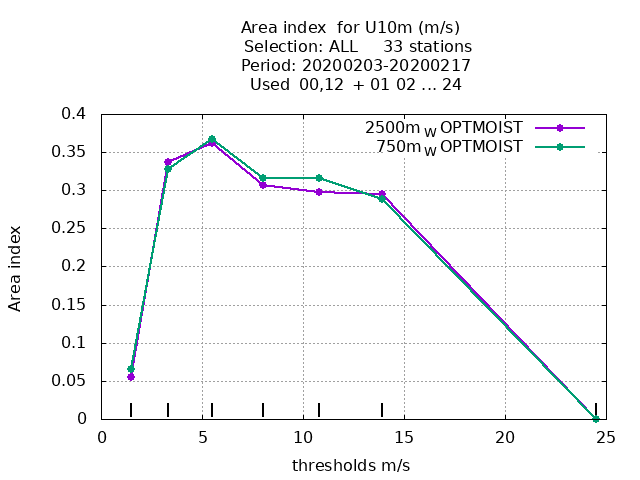 Area index  for U10m (m/s)
Selection: ALL     33 stations
Period: 20200203-20200217
Used  00,12  + 01 02 ... 24
2500m W OPTMOIST
750m W OPTMOIST
0.4
0.35
0.3
0.25
0.2
0.15
0.1
0.05
0
Area index
0 5 10 15 20 25
thresholds m/s